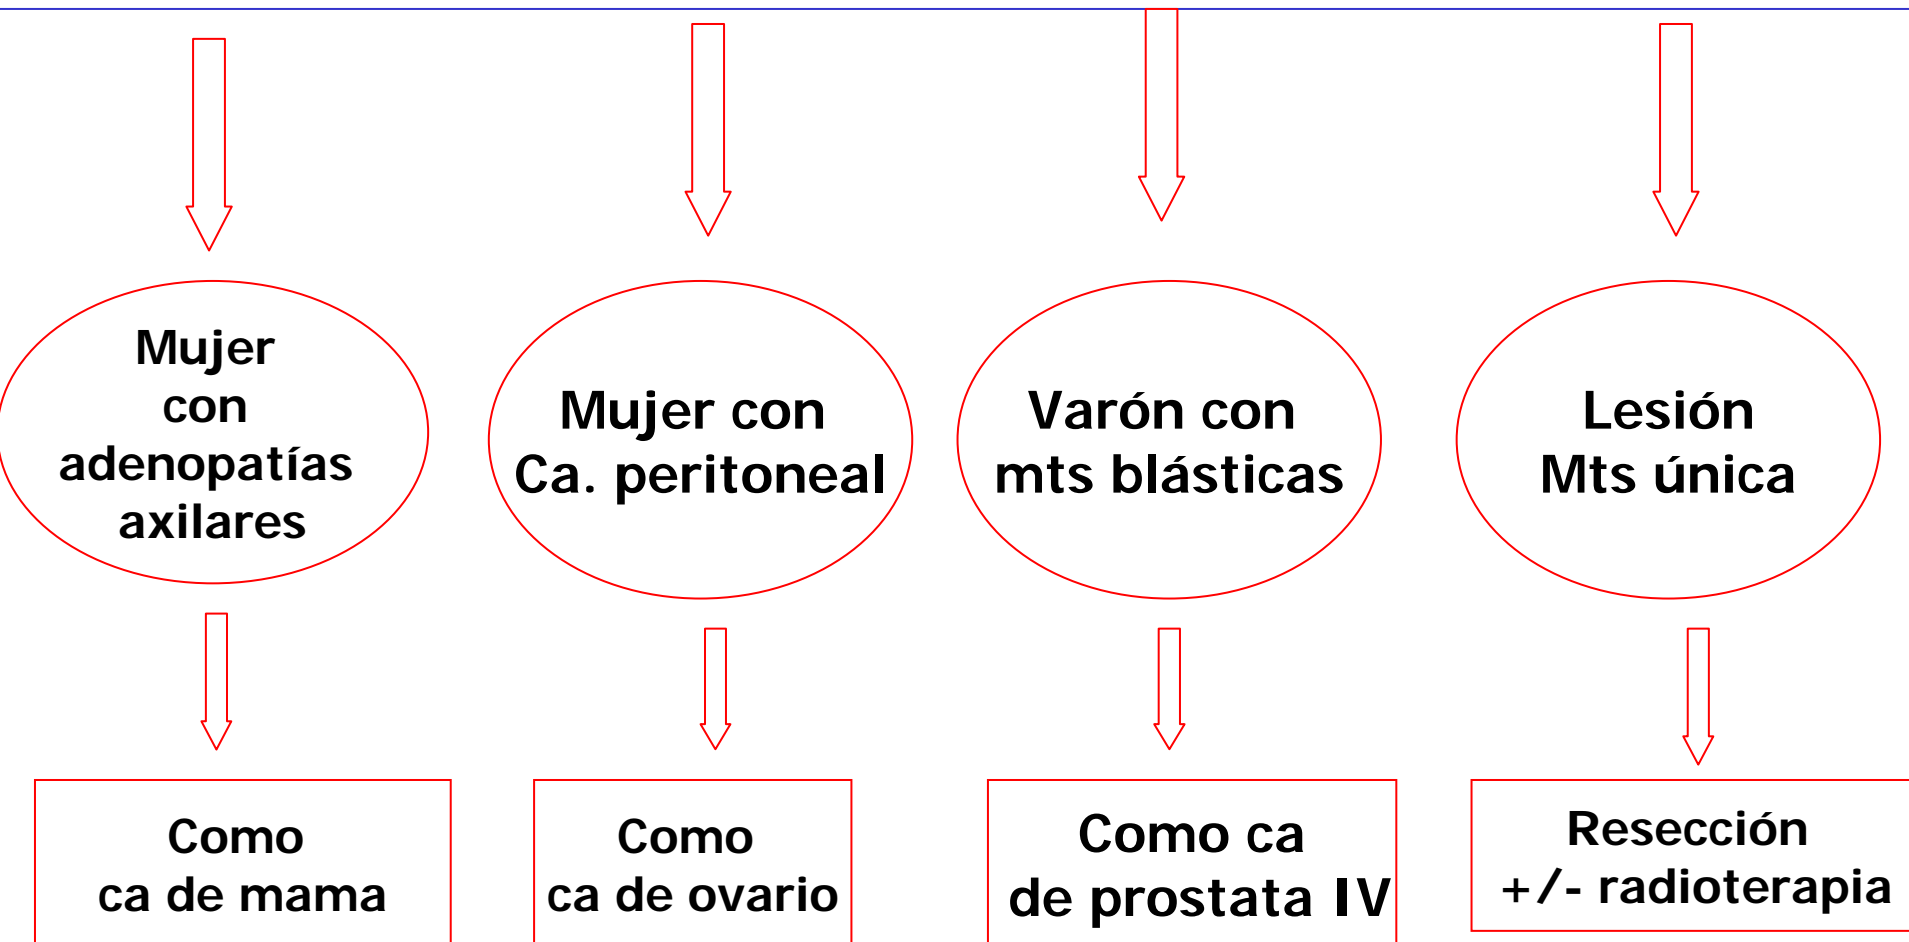 Mujer
con
adenopatías
axilares
Mujer con
Ca. peritoneal
Varón con
mts blásticas
Lesión
Mts única
Como
ca de mama
Como
ca de ovario
Como ca
de prostata IV
Resección
+/- radioterapia